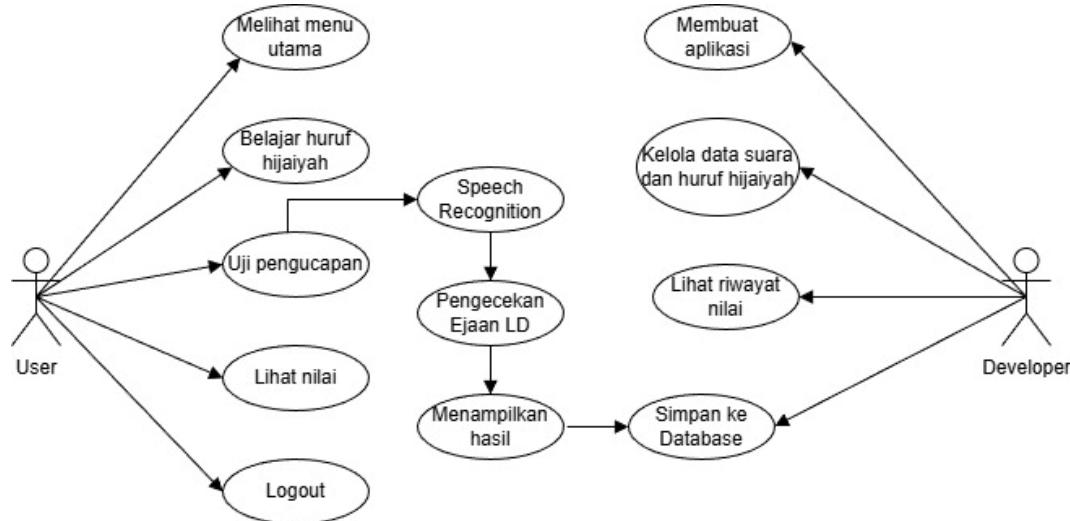 Melihat menu
utama
Membuat
aplikasi
Belajar huruf
hijaiyah
Kelola data suara
dan huruf hijaiyah
Speech
Recognition
Uji pengucapan
Lihat riwayat
nilai
Pengecekan
Ejaan LD
User
Developer
Lihat nilai
Menampilkan
hasil
Simpan ke
Database
Logout